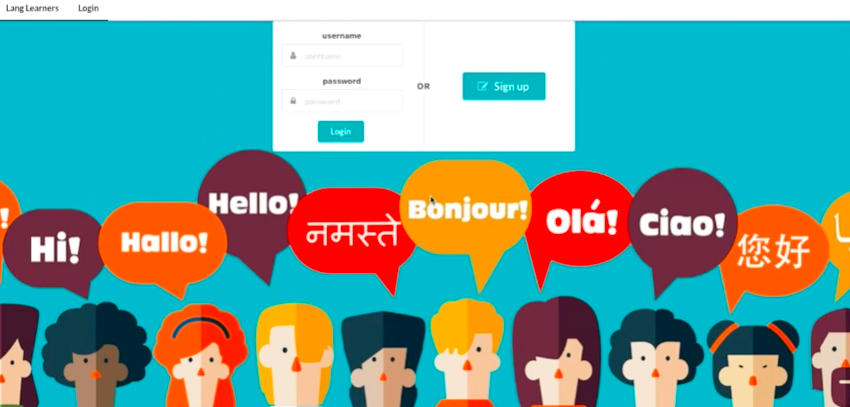 Lang Learners Login
username
username
password
password
OR
Sign up
Login
Hi!
Hallo!
Hello!
नमस्ते
Bonjour!
Olá!
Ciao!
您好